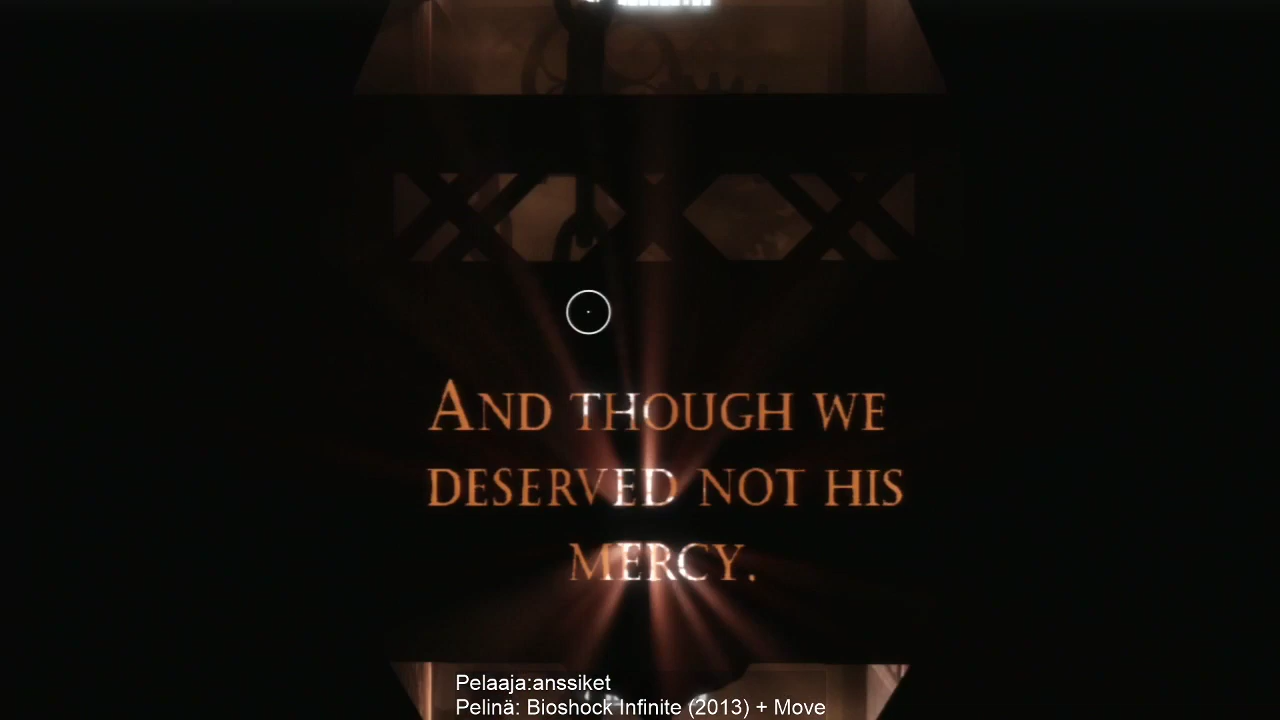 And though we
deserved not his
mercy.
Pelaaja:anssiket
Pelinä: Bioshock Infinite (2013) + Move